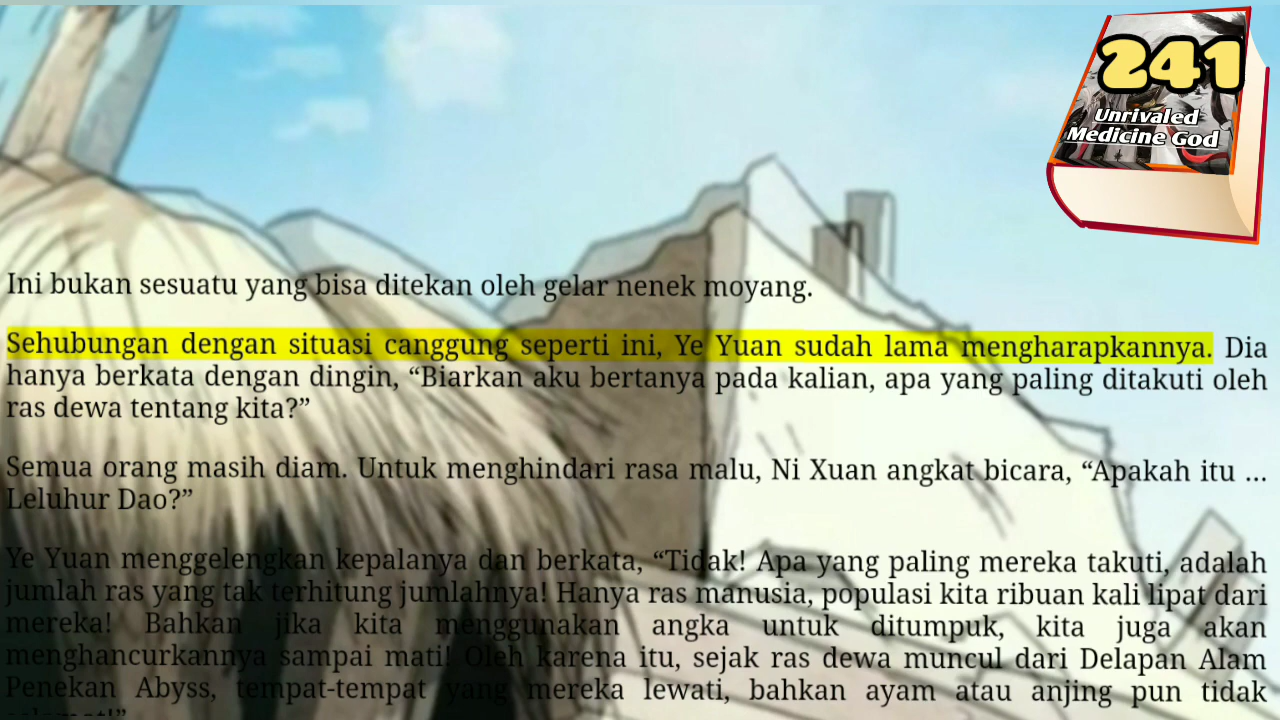 241
Unrivaled
Medicine God
Ini bukan sesuatu yang bisa ditekan oleh gelar nenek moyang.
Sehubungan dengan situasi canggung seperti ini, Ye Yuan sudah lama mengharapkannya. Dia
hanya berkata dengan dingin, “Biarkan aku bertanya pada kalian, apa yang paling ditakuti oleh
ras dewa tentang kita?”
Semua orang masih diam. Untuk menghindari rasa malu, Ni Xuan angkat bicara, “Apakah itu ...
Leluhur Dao?”
Ye Yuan menggelengkan kepalanya dan berkata, “Tidak! Apa yang paling mereka takuti, adalah
jumlah ras yang tak terhitung jumlahnya! Hanya ras manusia, populasi kita ribuan kali lipat dari
mereka! Bahkan jika kita menggunakan angka untuk ditumpuk, kita juga akan
menghancurkannya sampai mati! Oleh karena itu, sejak ras dewa muncul dari Delapan Alam
Penekan Abyss, tempat-tempat yang mereka lewati, bahkan ayam atau anjing pun tidak